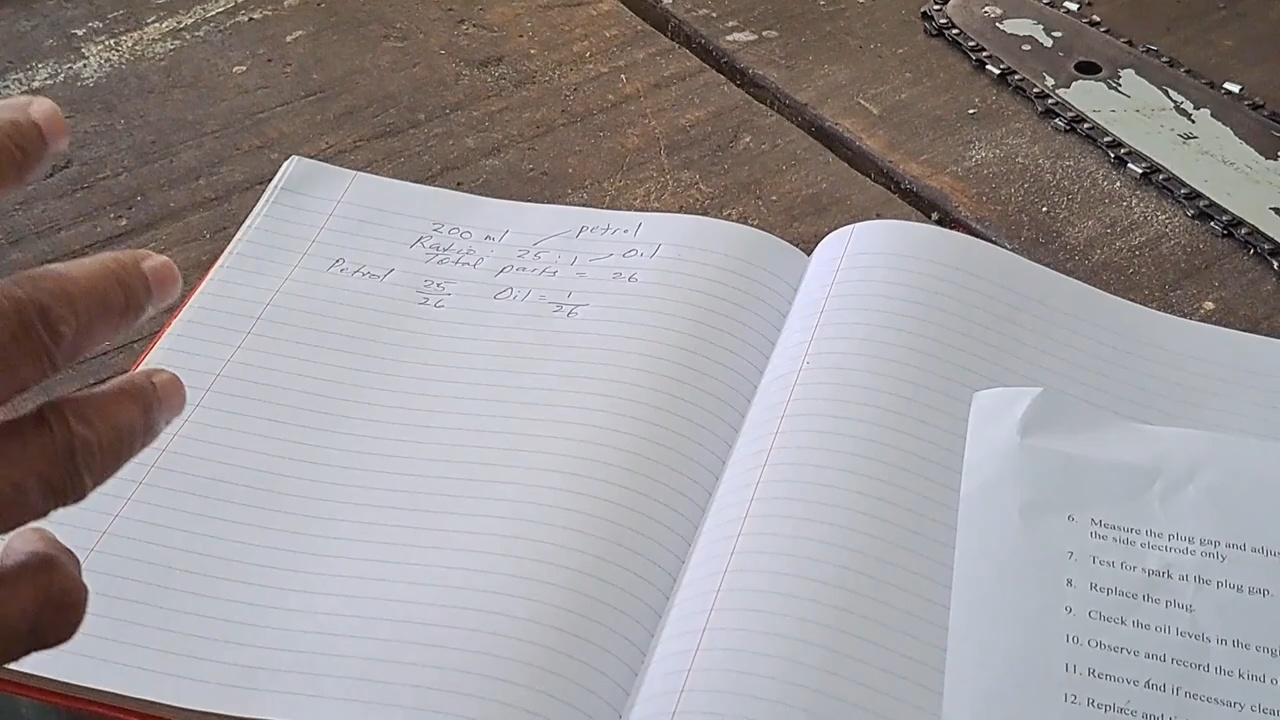 200 ml
petrol
Ratio: 25:1 Oil
Total parts = 26
Petrol 25/26 Oil = 1/26
6. Measure the plug gap and adju
the side electrode only
7. Test for spark at the plug gap.
8. Replace the plug.
9. Check the oil levels in the engi
10. Observe and record the kind o
11. Remove and if necessary clea
12. Replace and